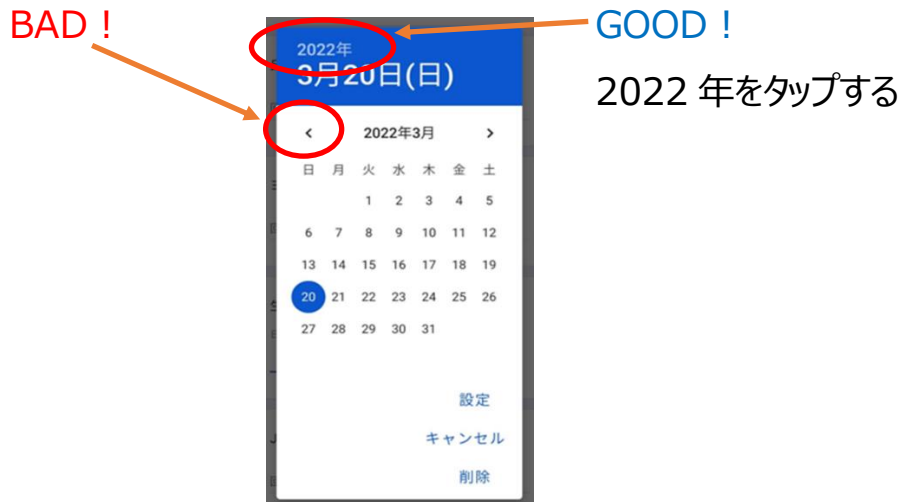 BAD！
GOOD！
2022 年をタップする
2022年
3月20日(日)
< 2022年3月 >
日 月 火 水 木 金 土
1 2 3 4 5
6 7 8 9 10 11 12
13 14 15 16 17 18 19
20 21 22 23 24 25 26
27 28 29 30 31
設定
キャンセル
削除